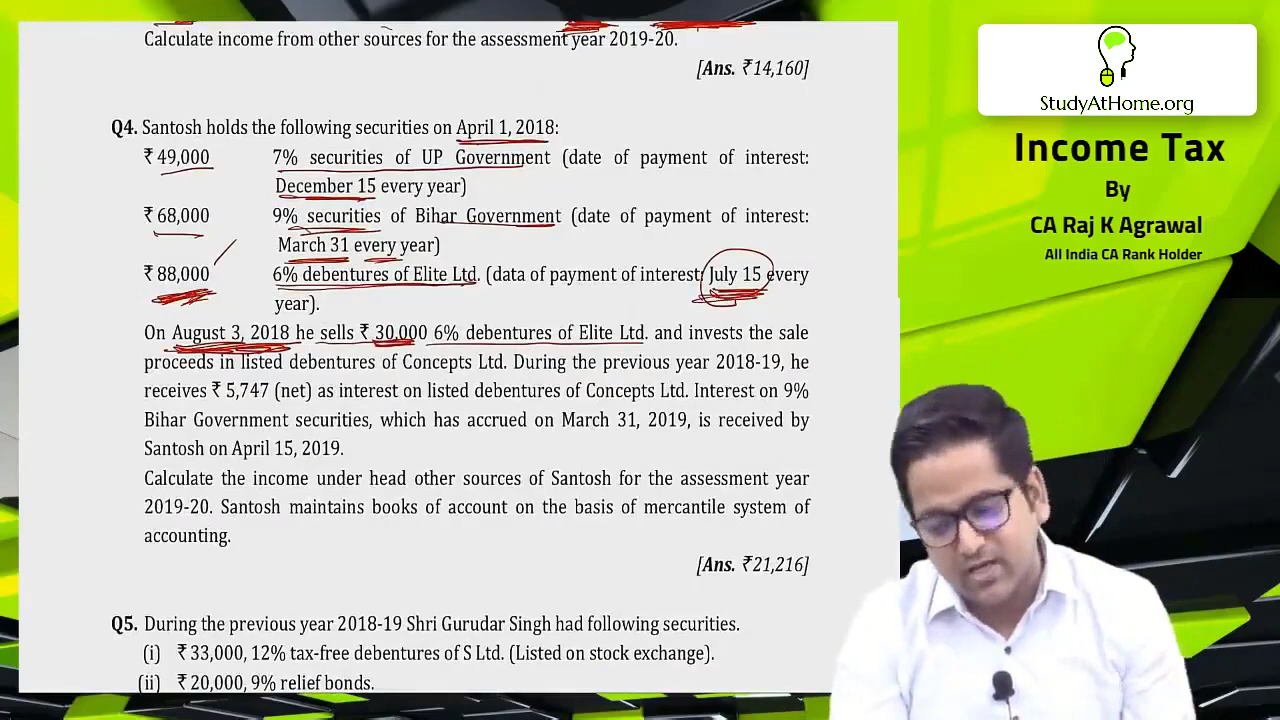 Calculate income from other sources for the assessment year 2019-20.
[Ans. ₹14,160]
Q4. Santosh holds the following securities on April 1, 2018:
₹ 49,000 7% securities of UP Government (date of payment of interest:
December 15 every year)
₹ 68,000 9% securities of Bihar Government (date of payment of interest:
March 31 every year)
₹ 88,000 6% debentures of Elite Ltd. (data of payment of interest: July 15 every
year).
On August 3, 2018 he sells ₹ 30,000 6% debentures of Elite Ltd. and invests the sale
proceeds in listed debentures of Concepts Ltd. During the previous year 2018-19, he
receives ₹ 5,747 (net) as interest on listed debentures of Concepts Ltd. Interest on 9%
Bihar Government securities, which has accrued on March 31, 2019, is received by
Santosh on April 15, 2019.
Calculate the income under head other sources of Santosh for the assessment year
2019-20. Santosh maintains books of account on the basis of mercantile system of
accounting.
[Ans. ₹21,216]
Q5. During the previous year 2018-19 Shri Gurudar Singh had following securities.
(i) ₹ 33,000, 12% tax-free debentures of S Ltd. (Listed on stock exchange).
(ii) ₹ 20,000, 9% relief bonds.
StudyAtHome.org
Income Tax
By
CA Raj K Agrawal
All India CA Rank Holder